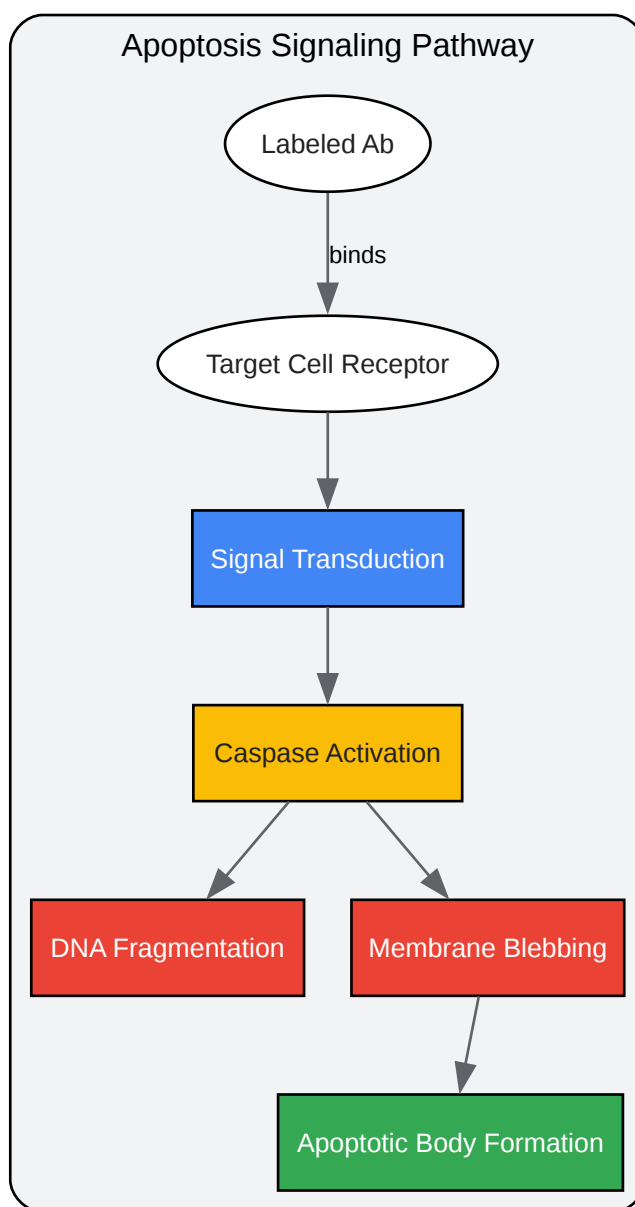 Apoptosis Signaling Pathway
Labeled Ab
binds
Target Cell Receptor
Signal Transduction
Caspase Activation
DNA Fragmentation
Membrane Blebbing
Apoptotic Body Formation